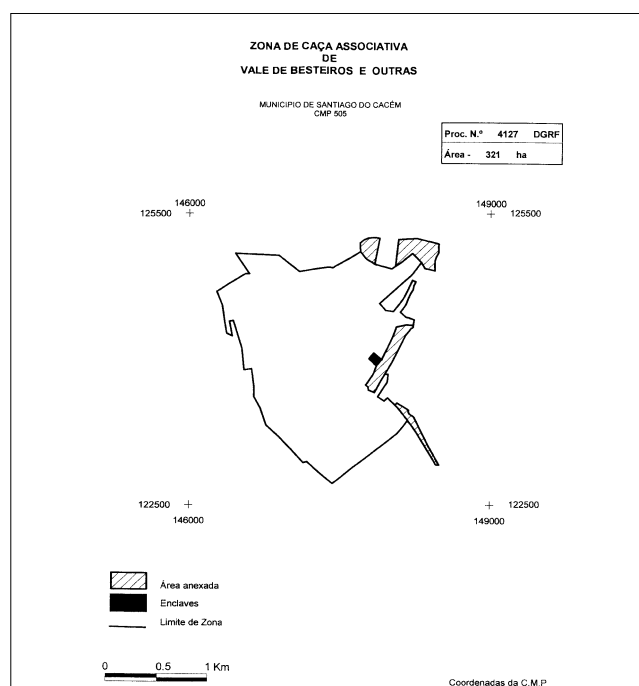 ZONA DE CAÇA ASSOCIATIVA
DE
VALE DE BESTEIROS E OUTRAS
MUNICIPIO DE SANTIAGO DO CACÉM
CMP 505
Proc. N.º 4127 DGRF
Área - 321 ha
146000
125500
149000
125500
122500
146000
122500
149000
Área anexada
Enclaves
Limite de Zona
0 0.5 1 Km
Coordenadas da C.M.P